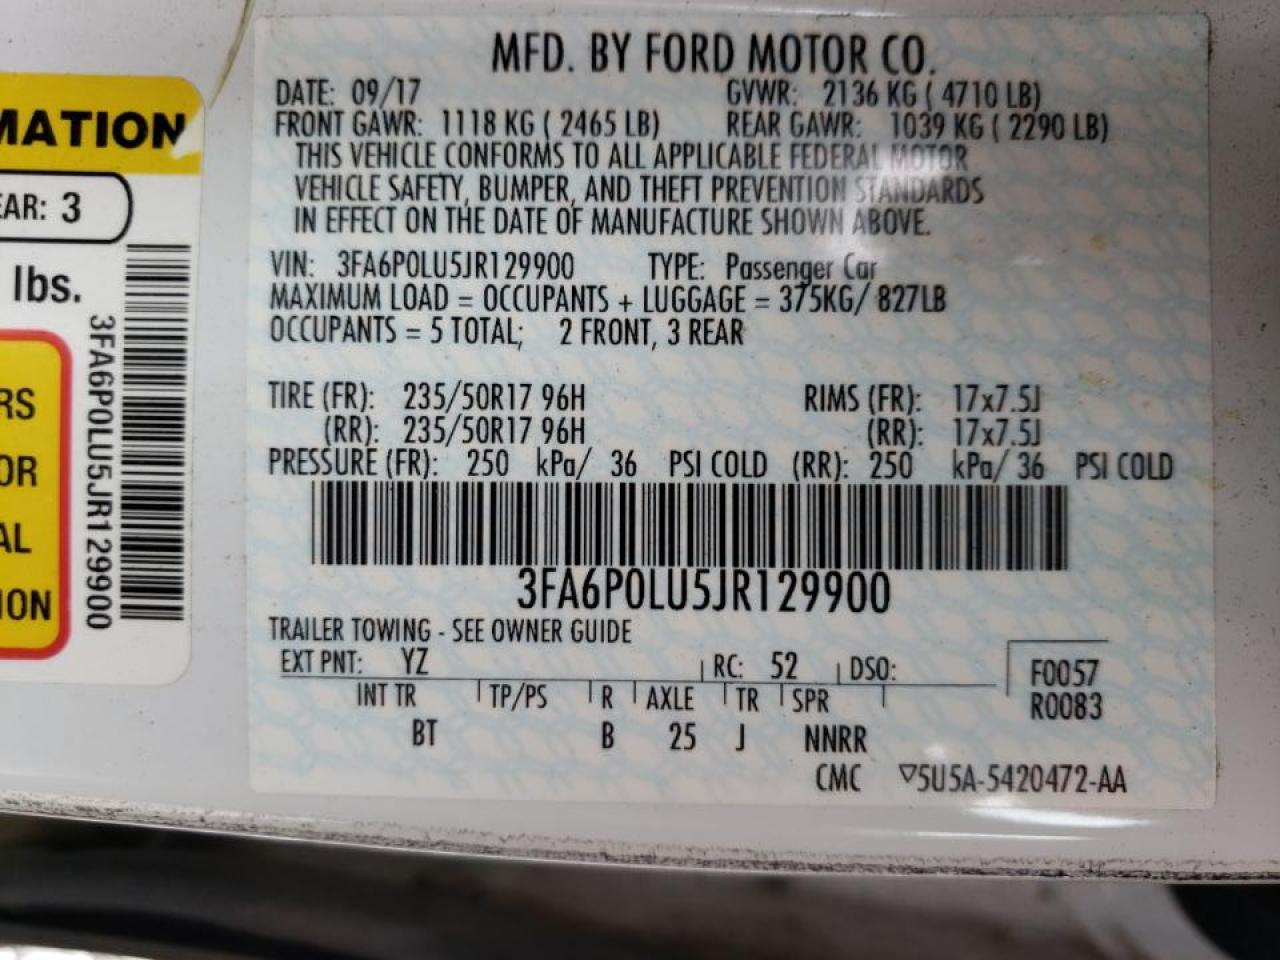 MATION
EAR: 3
lbs.
3FA6P0LU5JR129900
RS
OR
AL
ION
MFD. BY FORD MOTOR CO.
DATE: 09/17 GVWR: 2136 KG ( 4710 LB)
FRONT GAWR: 1118 KG ( 2465 LB) REAR GAWR: 1039 KG ( 2290 LB)
THIS VEHICLE CONFORMS TO ALL APPLICABLE FEDERAL MOTOR
VEHICLE SAFETY, BUMPER, AND THEFT PREVENTION STANDARDS
IN EFFECT ON THE DATE OF MANUFACTURE SHOWN ABOVE.
VIN: 3FA6P0LU5JR129900 TYPE: Passenger Car
MAXIMUM LOAD = OCCUPANTS + LUGGAGE = 375KG/ 827LB
OCCUPANTS = 5 TOTAL; 2 FRONT, 3 REAR
TIRE (FR): 235/50R17 96H RIMS (FR): 17x7.5J
(RR): 235/50R17 96H (RR): 17x7.5J
PRESSURE (FR): 250 kPa/ 36 PSI COLD (RR): 250 kPa/ 36 PSI COLD
3FA6P0LU5JR129900
TRAILER TOWING - SEE OWNER GUIDE
EXT PNT: YZ RC: 52 DSO: F0057
INT TR TP/PS R AXLE TR SPR R0083
BT B 25 J NNRR
CMC ▽5U5A-5420472-AA